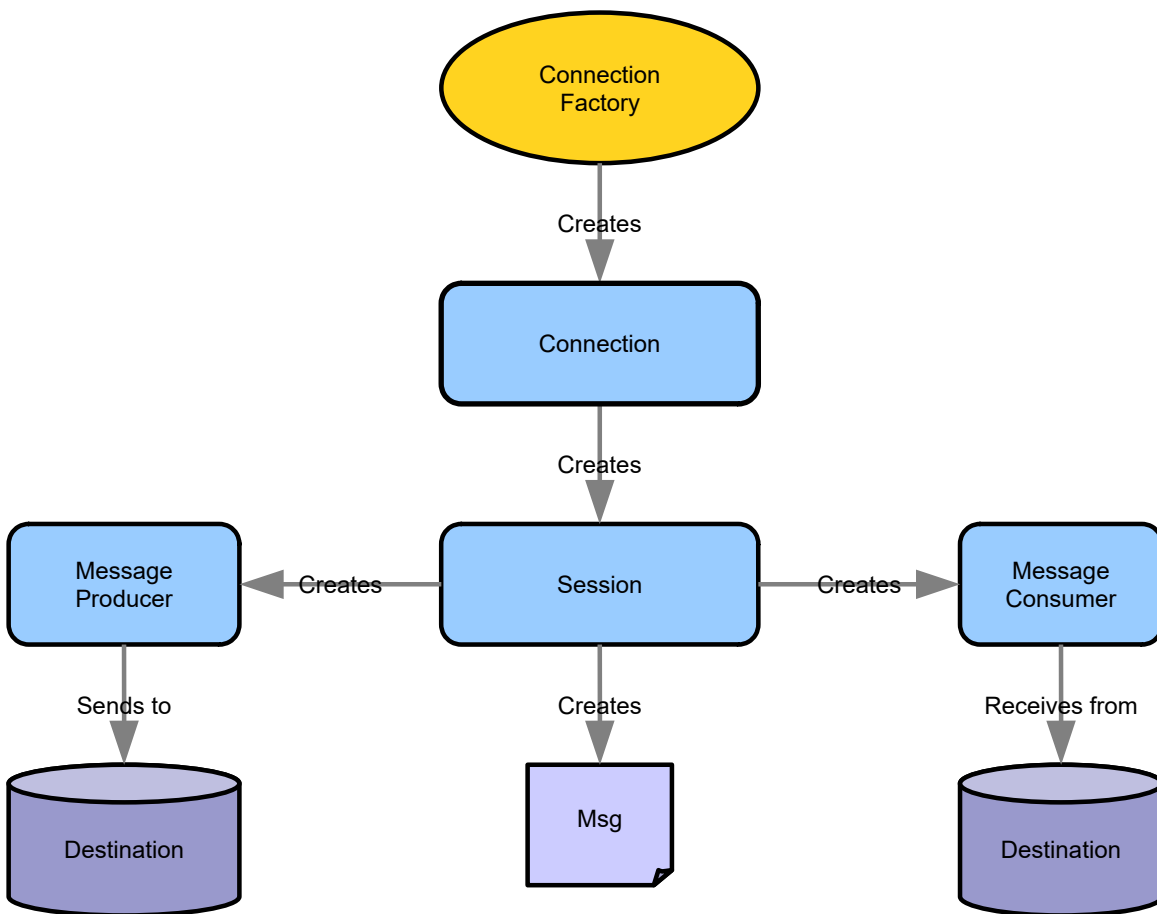 Connection
Factory
Creates
Connection
Creates
Message
Producer
Creates
Session
Creates
Message
Consumer
Sends to
Creates
Receives from
Destination
Msg
Destination